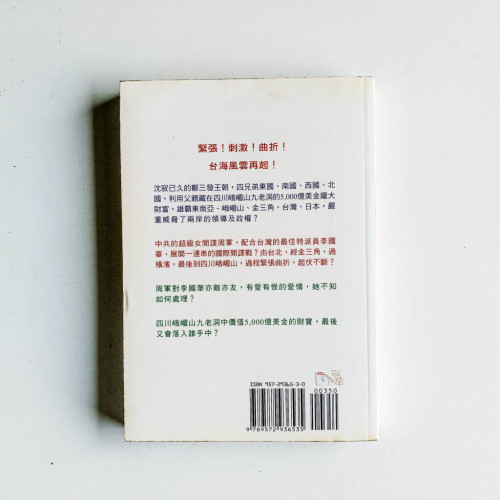 緊張！刺激！曲折！
台海風雲再起！
沈寂已久的鄭三發王朝，四兄弟東國、南國、西國、北
國，利用父親藏在四川峨嵋山九老洞的5,000億美金龐大
財富，雄霸東南亞、峨嵋山、金三角、台灣、日本，嚴
重威脅了兩岸的領導及政權？
中共的超級女間諜周軍，配合台灣的最佳特派員李國
華，展開一連串的國際間諜戰？由台北，經金三角，過
橫濱，最後到四川峨嵋山，過程緊張曲折，起伏不斷？
周軍對李國華亦敵亦友，有愛有恨的愛情，她不知
如何處理？
四川峨嵋山九老洞中價值5,000億美金的財寶，最後
又會落入誰手中？
ISBN 957-29365-3-0
00350
9 789572 936535